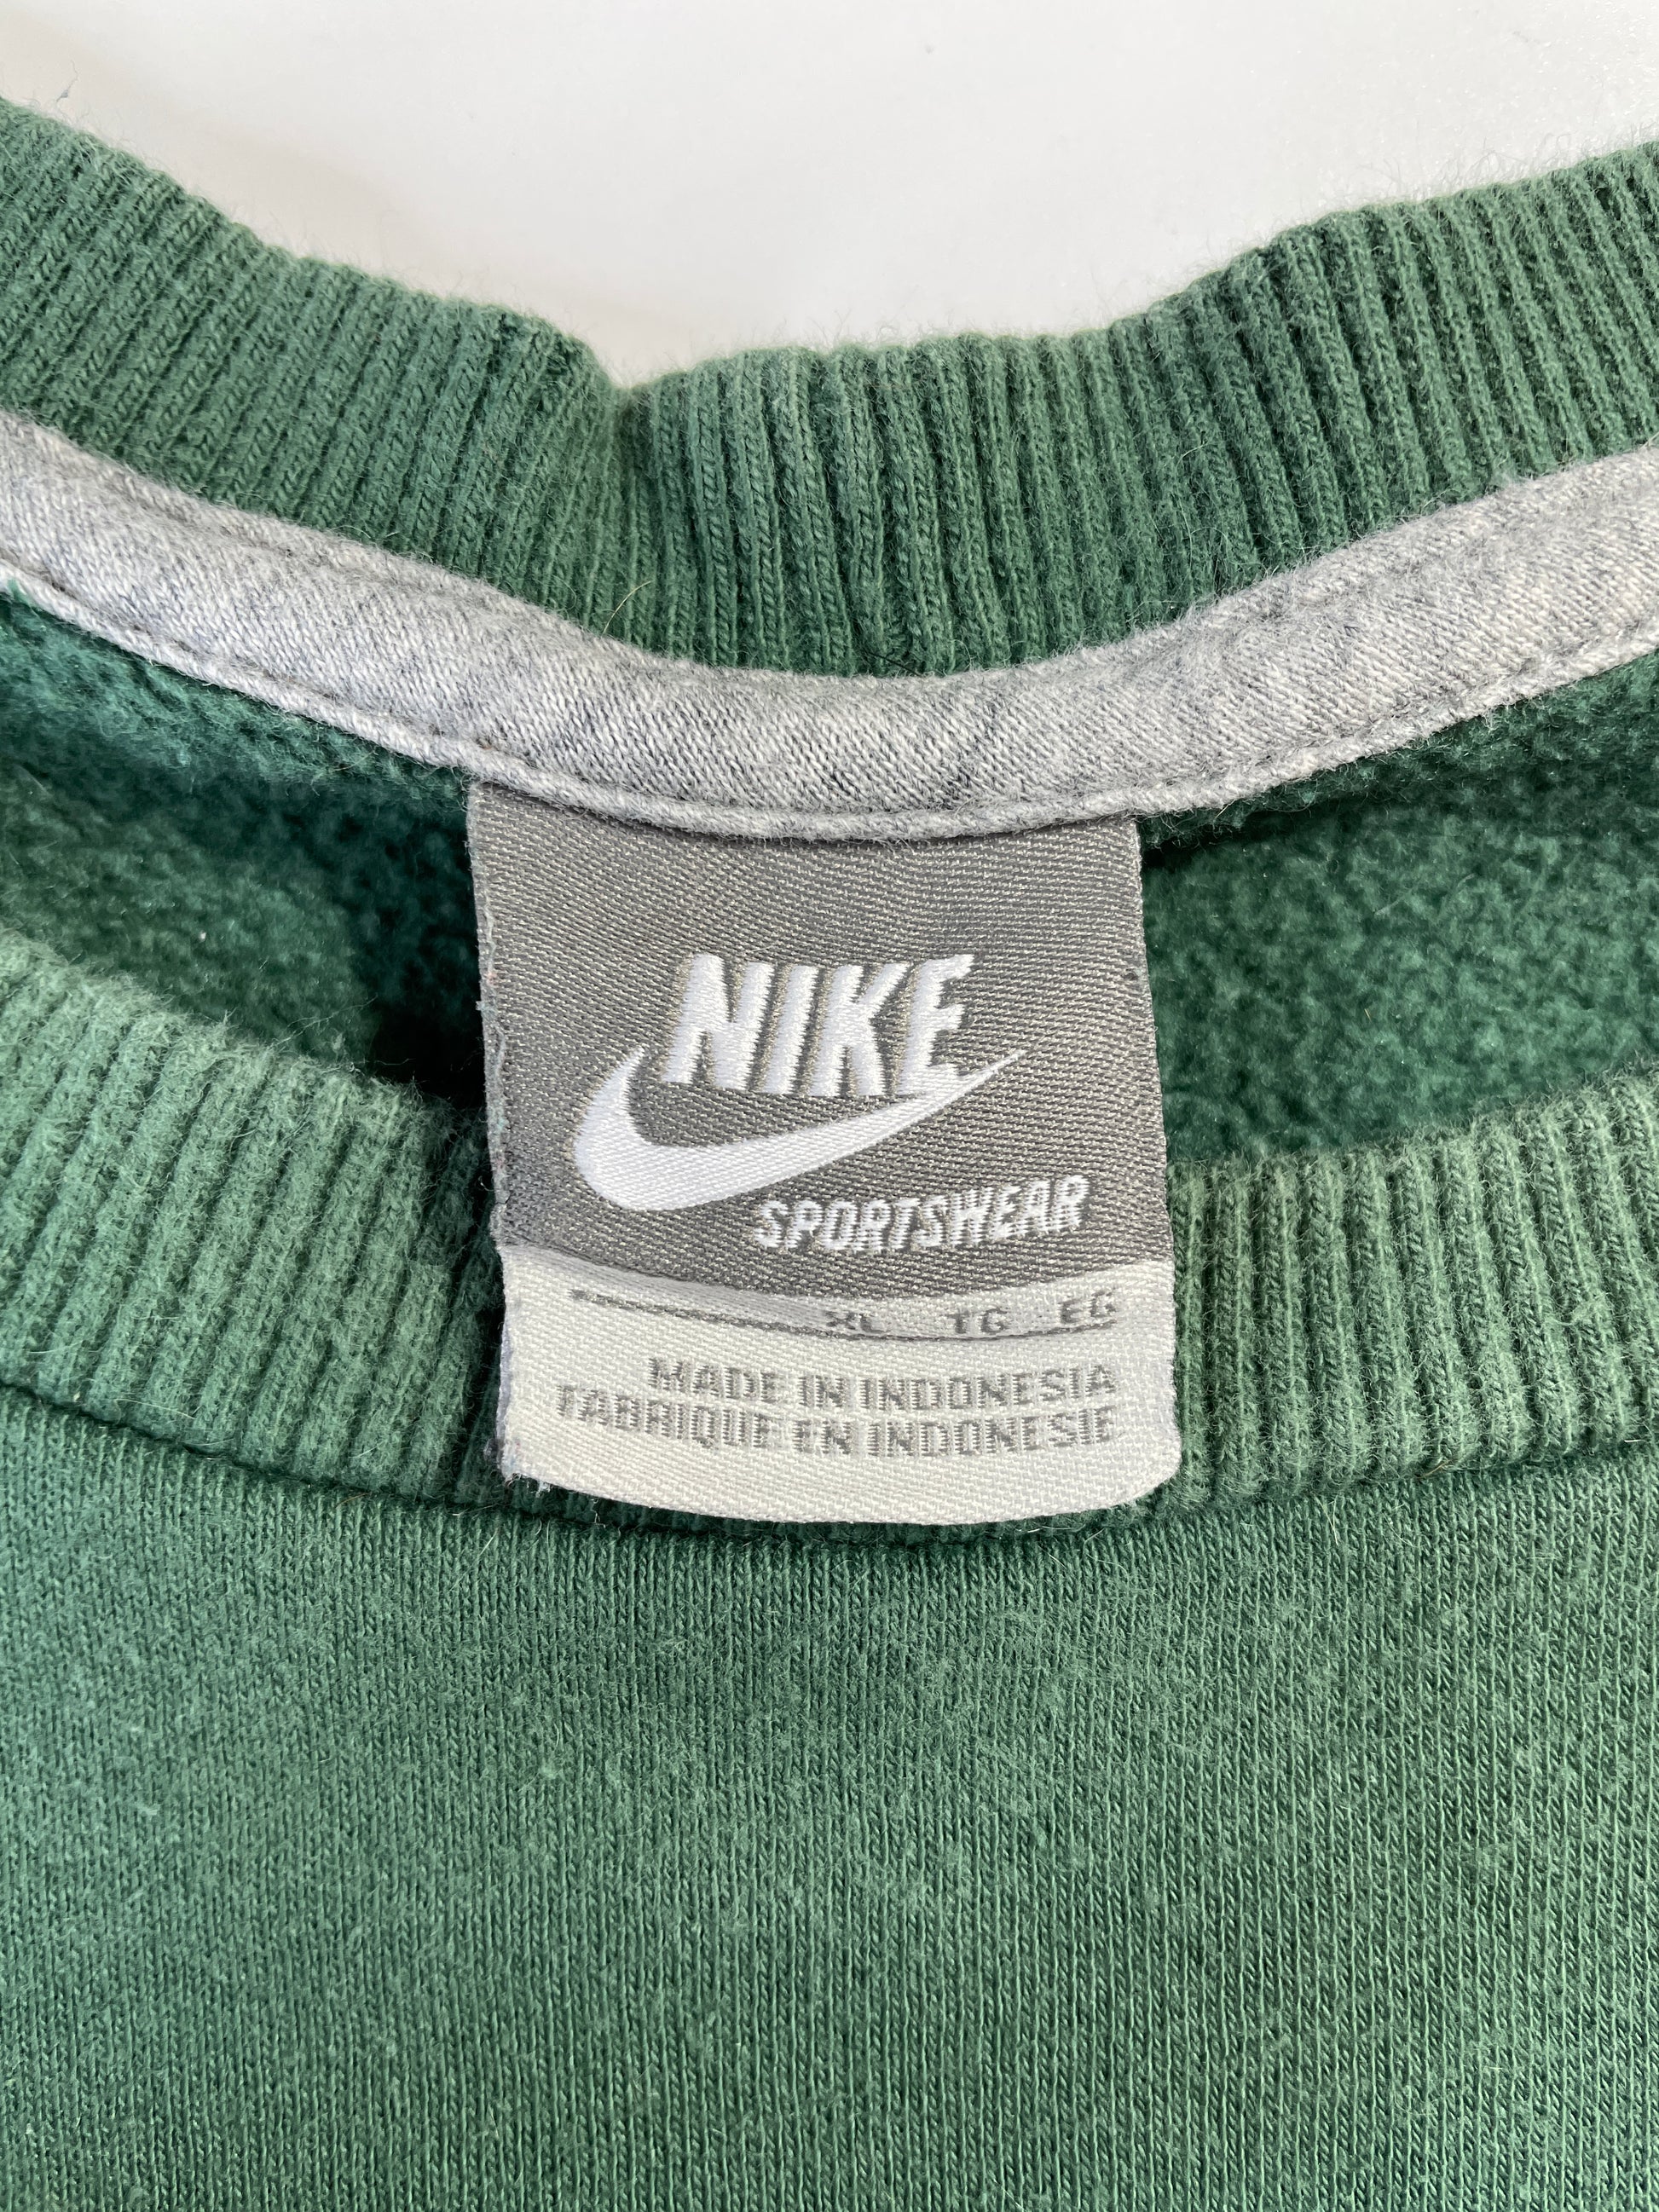 NIKE
SPORTSWEAR
XL TG EG
MADE IN INDONESIA
FABRIQUE EN INDONESIE